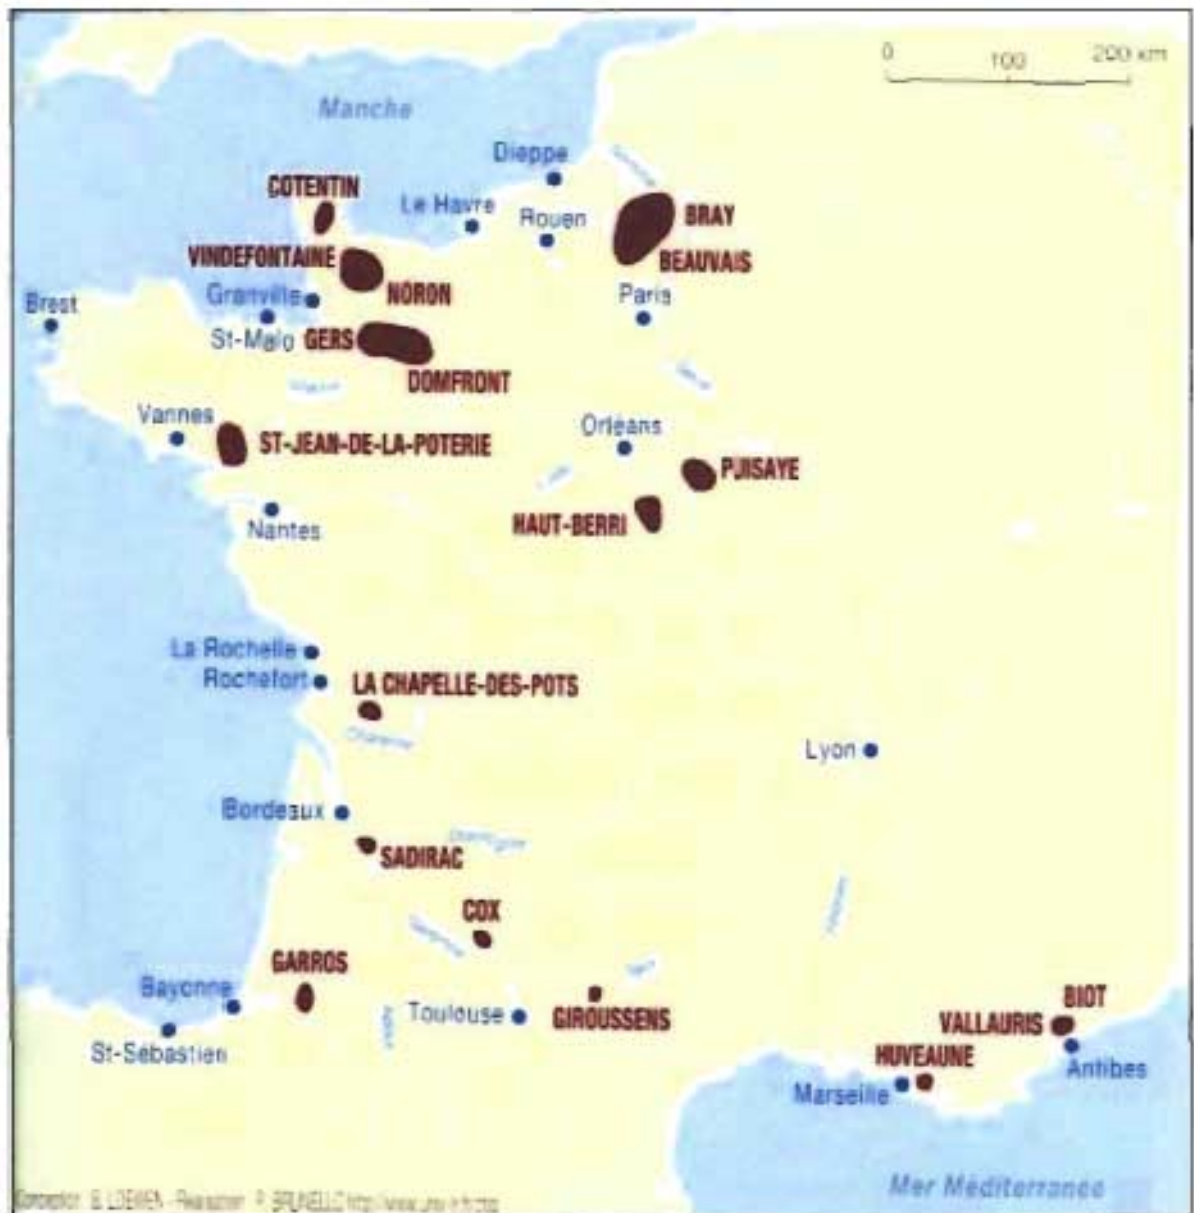 0 100 200 km
Manche
Dieppe
COTENTIN
Le Havre
Rouen
BRAY
VINDEFONTAINE
BEAUVAIS
Granville
NORON
Paris
Brest
St-Malo
GERS
DOMFRONT
Vannes
Orléans
ST-JEAN-DE-LA-POTERIE
PUISAYE
HAUT-BERRI
Nantes
La Rochelle
Rochefort
LA CHAPELLE-DES-POTS
Charente
Lyon
Bordeaux
SADIRAC
COX
GARROS
Bayonne
Toulouse
GIROUSSENS
BIOT
VALLAURIS
St-Sébastien
HUVEAUNE
Antibes
Marseille
Mer Méditerranée